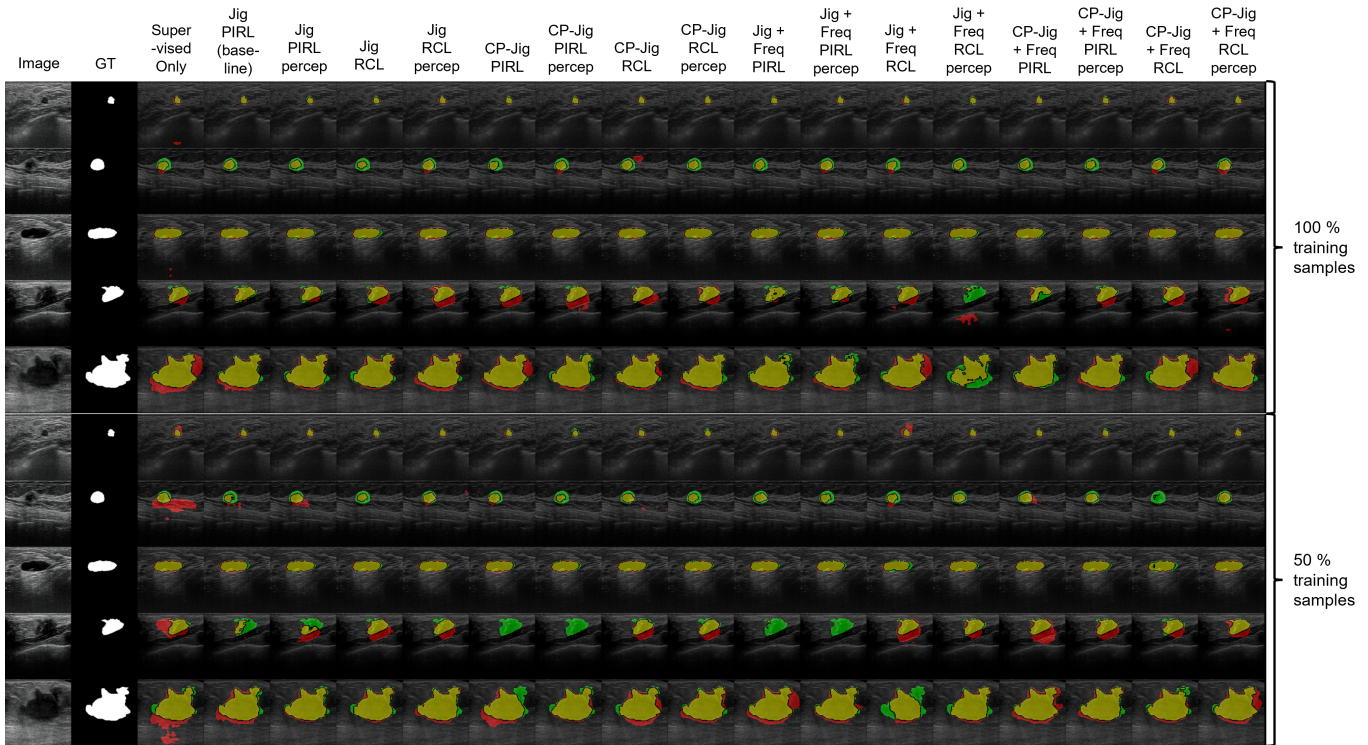 Image
GT
Super
-vised
Only
Jig
PIRL
(base-
line)
Jig
PIRL
percep
Jig
RCL
Jig
RCL
percep
CP-Jig
PIRL
CP-Jig
PIRL
percep
CP-Jig
RCL
CP-Jig
RCL
percep
Jig +
Freq
PIRL
Jig +
Freq
PIRL
percep
Jig +
Freq
RCL
Jig +
Freq
RCL
percep
CP-Jig
+ Freq
PIRL
CP-Jig
+ Freq
PIRL
percep
CP-Jig
+ Freq
RCL
CP-Jig
+ Freq
RCL
percep
100 %
training
samples
50 %
training
samples